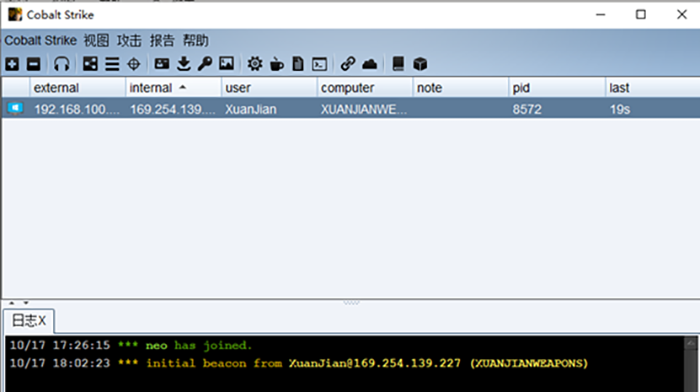 Cobalt Strike
Cobalt Strike 视图 攻击 报告 帮助
external internal user computer note pid last
192.168.100.... 169.254.139.... XuanJian XUANJIANWE... 8572 19s
日志X
10/17 17:26:15 *** neo has joined.
10/17 18:02:23 *** initial beacon from XuanJian@169.254.139.227 (XUANJIANWEAPONS)